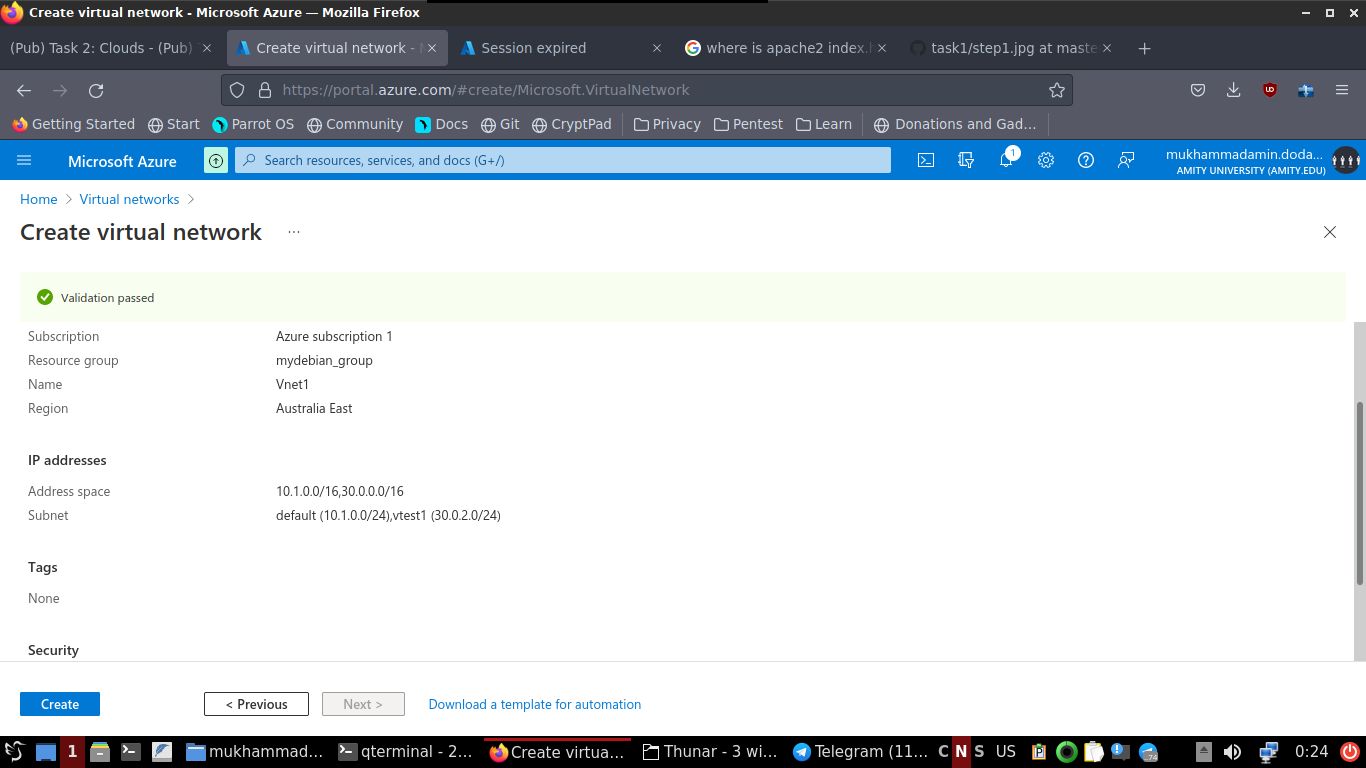 Create virtual network - Microsoft Azure — Mozilla Firefox
(Pub) Task 2: Clouds - (Pub)
Create virtual network -
Session expired
where is apache2 index.
task1/step1.jpg at maste
https://portal.azure.com/#create/Microsoft.VirtualNetwork
Getting Started Start Parrot OS Community Docs Git CryptPad Privacy Pentest Learn Donations and Gad...
Microsoft Azure
Search resources, services, and docs (G+/)
1
mukhammadamin.doda...
AMITY UNIVERSITY (AMITY.EDU)
Home > Virtual networks >
Create virtual network ...
Validation passed
Subscription Azure subscription 1
Resource group mydebian_group
Name Vnet1
Region Australia East
IP addresses
Address space 10.1.0.0/16,30.0.0.0/16
Subnet default (10.1.0.0/24),vtest1 (30.0.2.0/24)
Tags
None
Security
Create
< Previous
Next >
Download a template for automation
1 mukhammad... qterminal - 2... Create virtua... Thunar - 3 wi... Telegram (11... C N S US 74 0:24